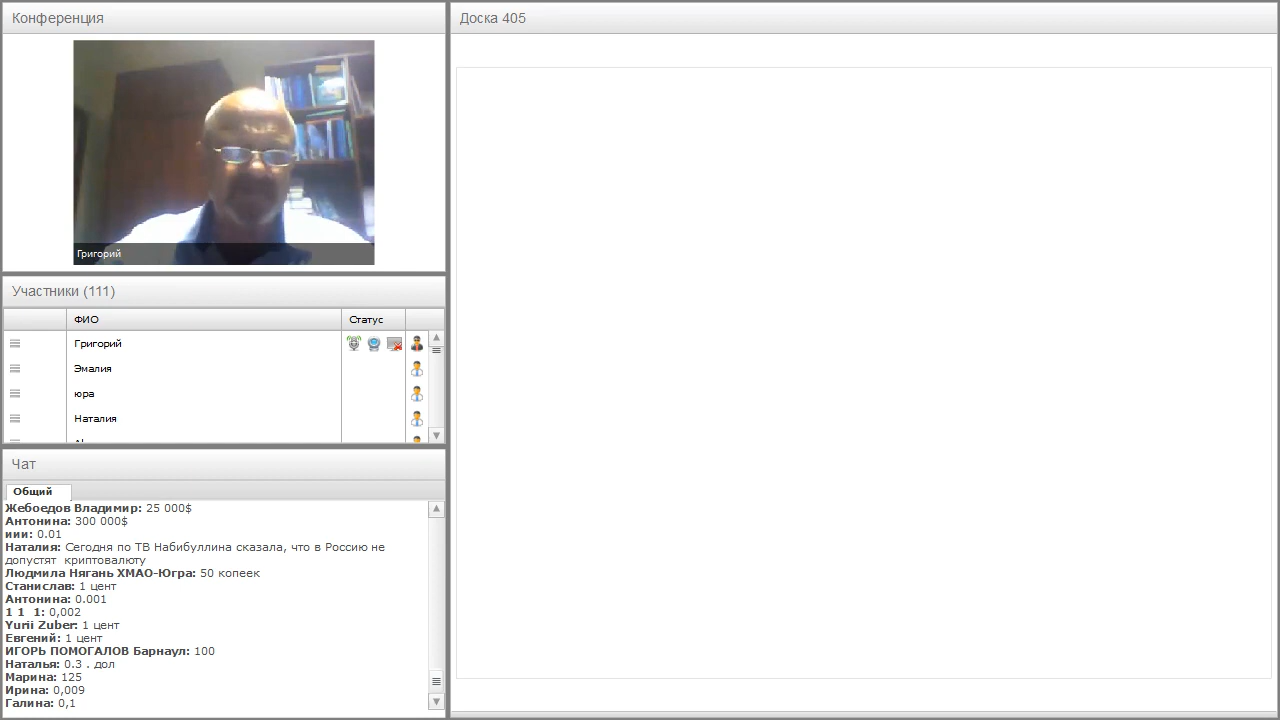 Конференция
Григорий
Участники (111)
ФИО Статус
Григорий
Эмалия
юра
Наталия
Чат
Общий
Жебоедов Владимир: 25 000$
Антонина: 300 000$
иии: 0.01
Наталия: Сегодня по ТВ Набибуллина сказала, что в Россию не
допустят криптовалюту
Людмила Нягань ХМАО-Югра: 50 копеек
Станислав: 1 цент
Антонина: 0.001
1 1 1: 0,002
Yurii Zuber: 1 цент
Евгений: 1 цент
ИГОРЬ ПОМОГАЛОВ Барнаул: 100
Наталья: 0.3 . дол
Марина: 125
Ирина: 0,009
Галина: 0,1
Доска 405